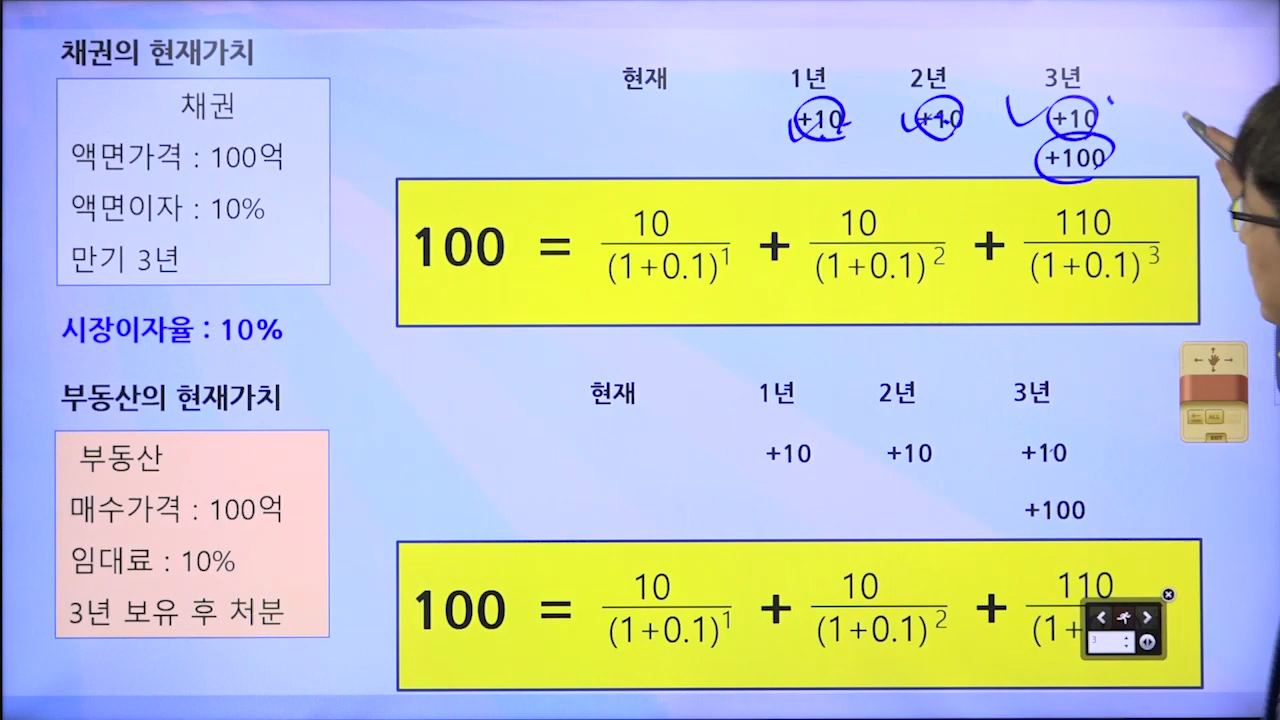 채권의 현재가치
채권
액면가격 : 100억
액면이자 : 10%
만기 3년
시장이자율 : 10%
현재 1년 2년 3년
+10 +10 +10
+100
100 = 10/(1+0.1)^1 + 10/(1+0.1)^2 + 110/(1+0.1)^3
부동산의 현재가치
부동산
매수가격 : 100억
임대료 : 10%
3년 보유 후 처분
현재 1년 2년 3년
+10 +10 +10
+100
100 = 10/(1+0.1)^1 + 10/(1+0.1)^2 + 110/(1+
3
ALL
EXIT